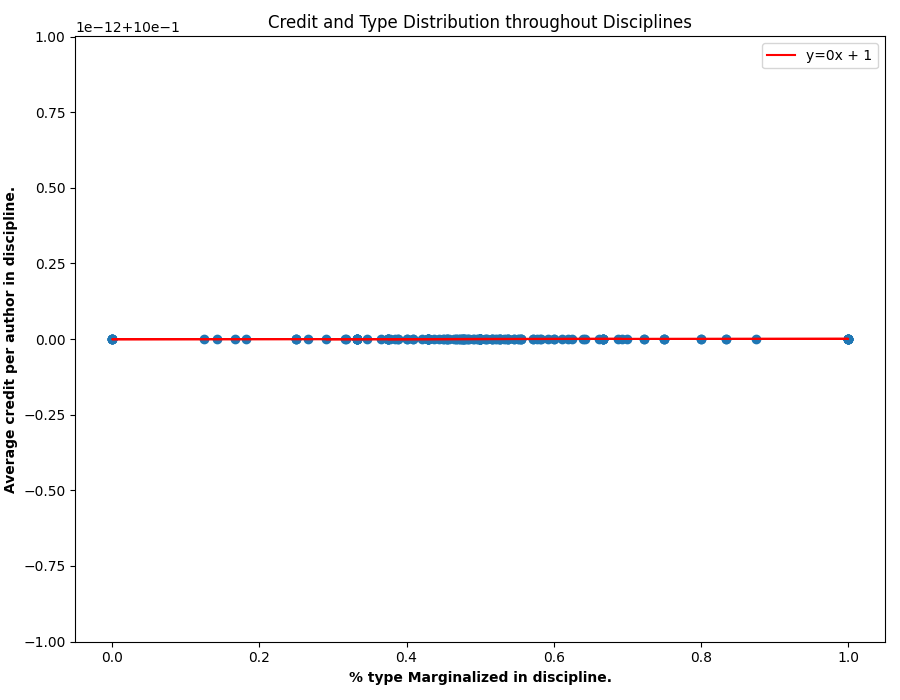 Credit and Type Distribution throughout Disciplines
1e−12+10e−1
y=0x + 1
1.00
0.75
0.50
0.25
0.00
−0.25
−0.50
−0.75
−1.00
Average credit per author in discipline.
0.0 0.2 0.4 0.6 0.8 1.0
% type Marginalized in discipline.